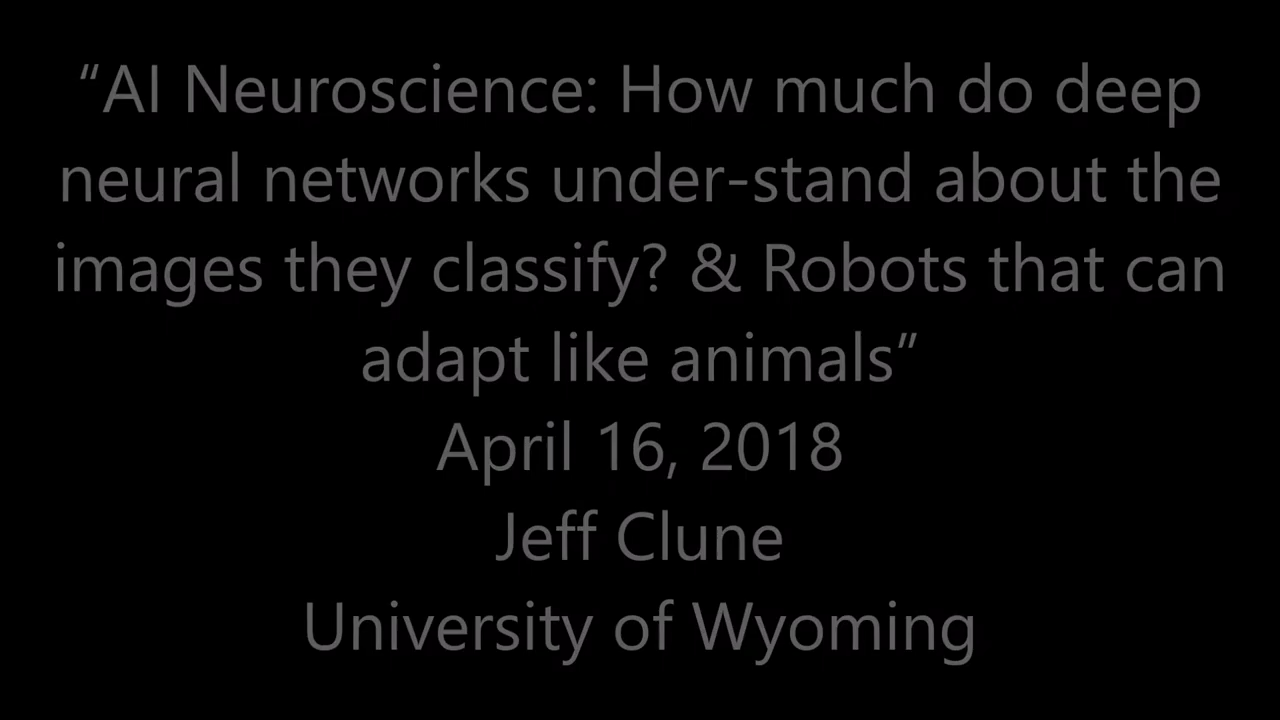 “AI Neuroscience: How much do deep
neural networks under-stand about the
images they classify? & Robots that can
adapt like animals”
April 16, 2018
Jeff Clune
University of Wyoming